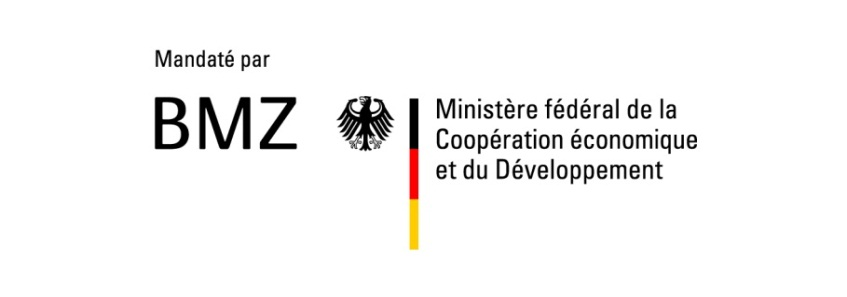 Mandaté par
BMZ
Ministère fédéral de la
Coopération économique
et du Développement